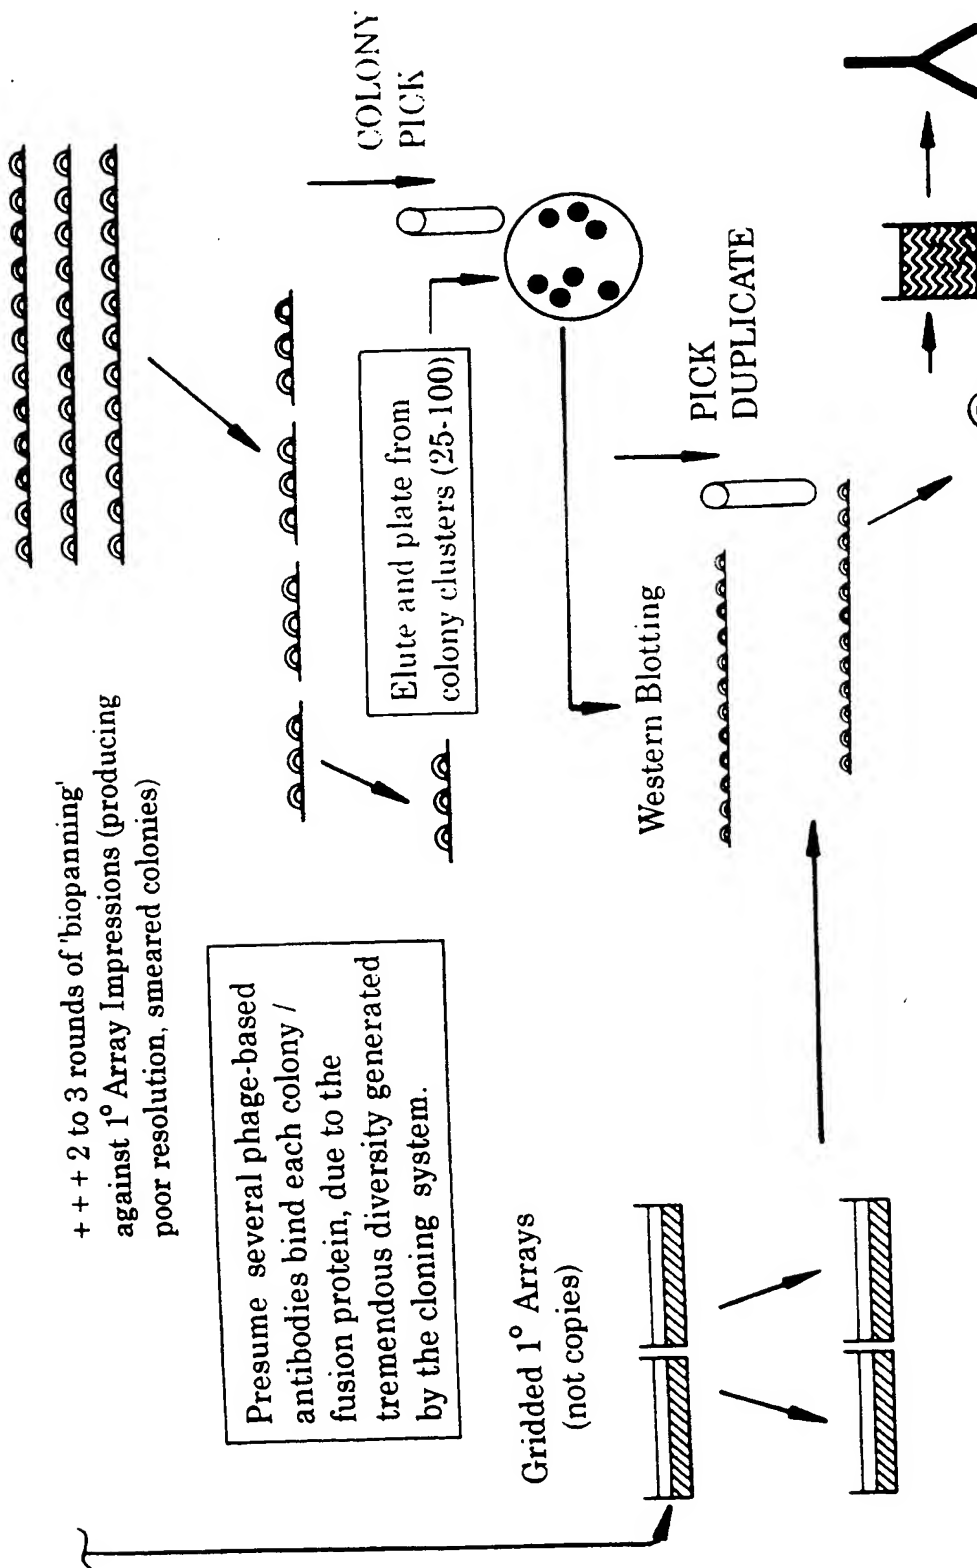 + + + 2 to 3 rounds of 'biopanning'
against 1° Array Impressions (producing
poor resolution, smeared colonies)
Presume several phage-based
antibodies bind each colony /
fusion protein, due to the
tremendous diversity generated
by the cloning system.
Gridded 1° Arrays
(not copies)
Elute and plate from
colony clusters (25-100)
COLONY
PICK
Western Blotting
PICK
DUPLICATE